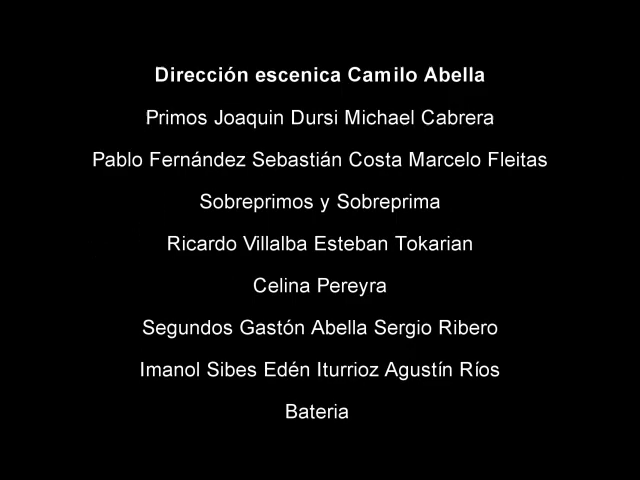 Dirección escenica Camilo Abella
Primos Joaquin Dursi Michael Cabrera
Pablo Fernández Sebastián Costa Marcelo Fleitas
Sobreprimos y Sobreprima
Ricardo Villalba Esteban Tokarian
Celina Pereyra
Segundos Gastón Abella Sergio Ribero
Imanol Sibes Edén Iturrioz Agustín Ríos
Bateria